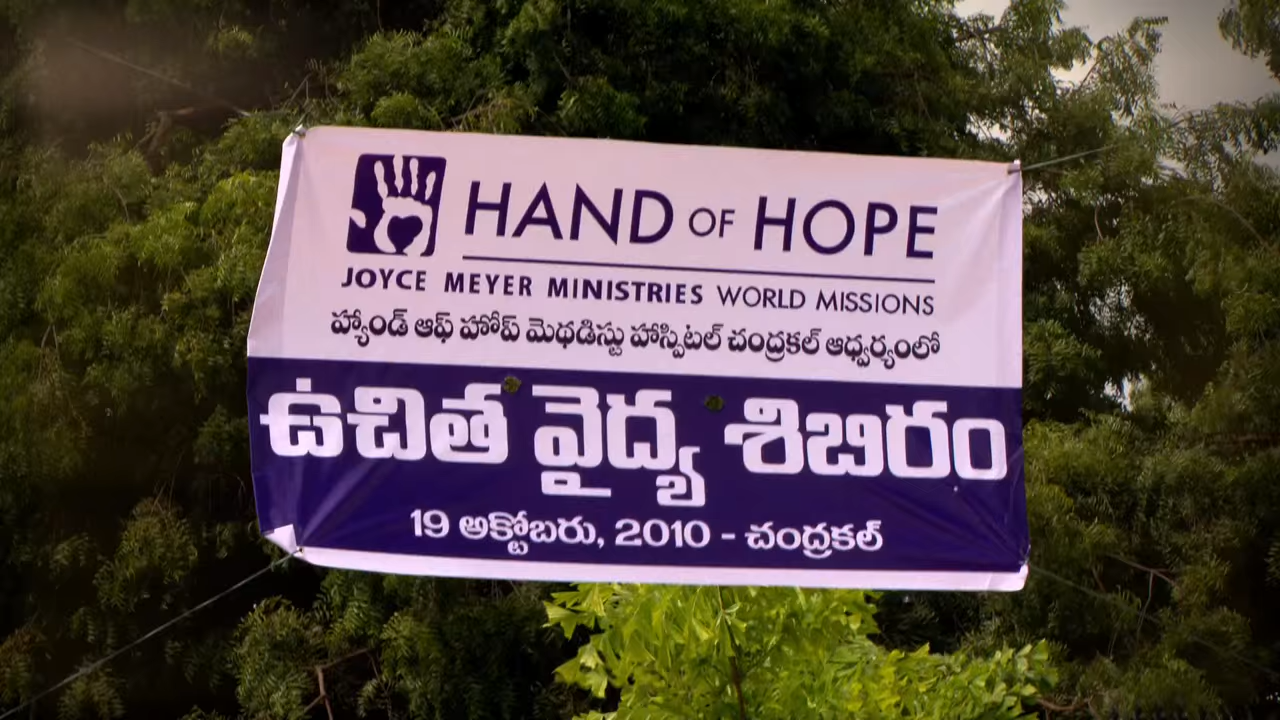 HAND OF HOPE
JOYCE MEYER MINISTRIES WORLD MISSIONS
హ్యాండ్ ఆఫ్ హోప్ మెథడిస్టు హాస్పిటల్ చంద్రకల్ ఆధ్వర్యంలో
ఉచిత వైద్య శిబిరం
19 అక్టోబరు, 2010 - చంద్రకల్